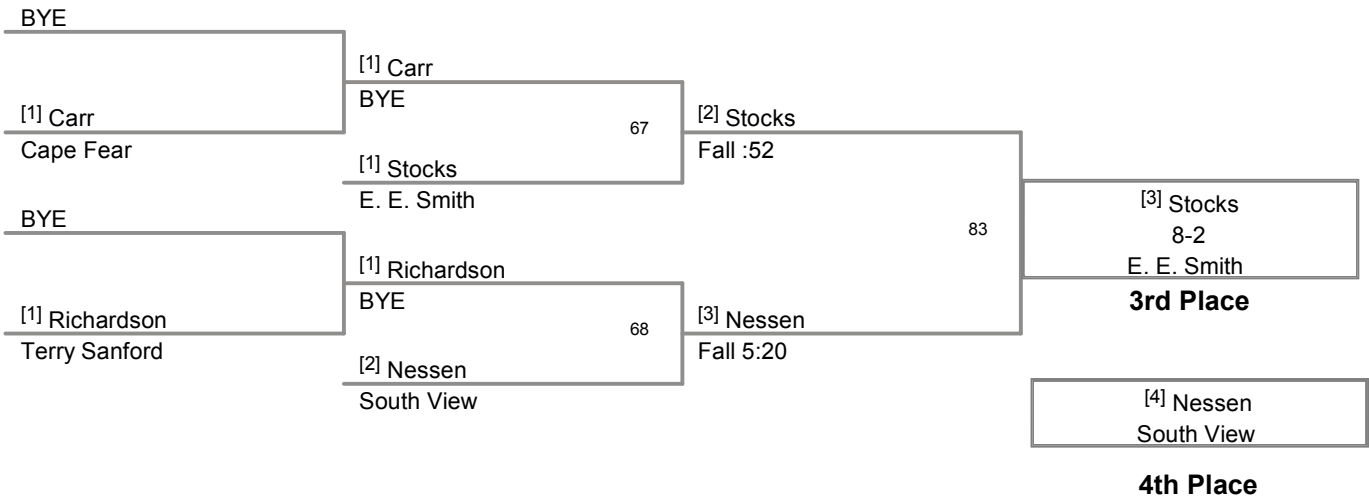 BYE
[1] Carr
Cape Fear
BYE
[1] Richardson
Terry Sanford
[1] Carr
BYE
67
[1] Stocks
E. E. Smith
[1] Richardson
BYE
68
[2] Nessen
South View
[2] Stocks
Fall :52
83
[3] Nessen
Fall 5:20
[3] Stocks
8-2
E. E. Smith
3rd Place
[4] Nessen
South View
4th Place